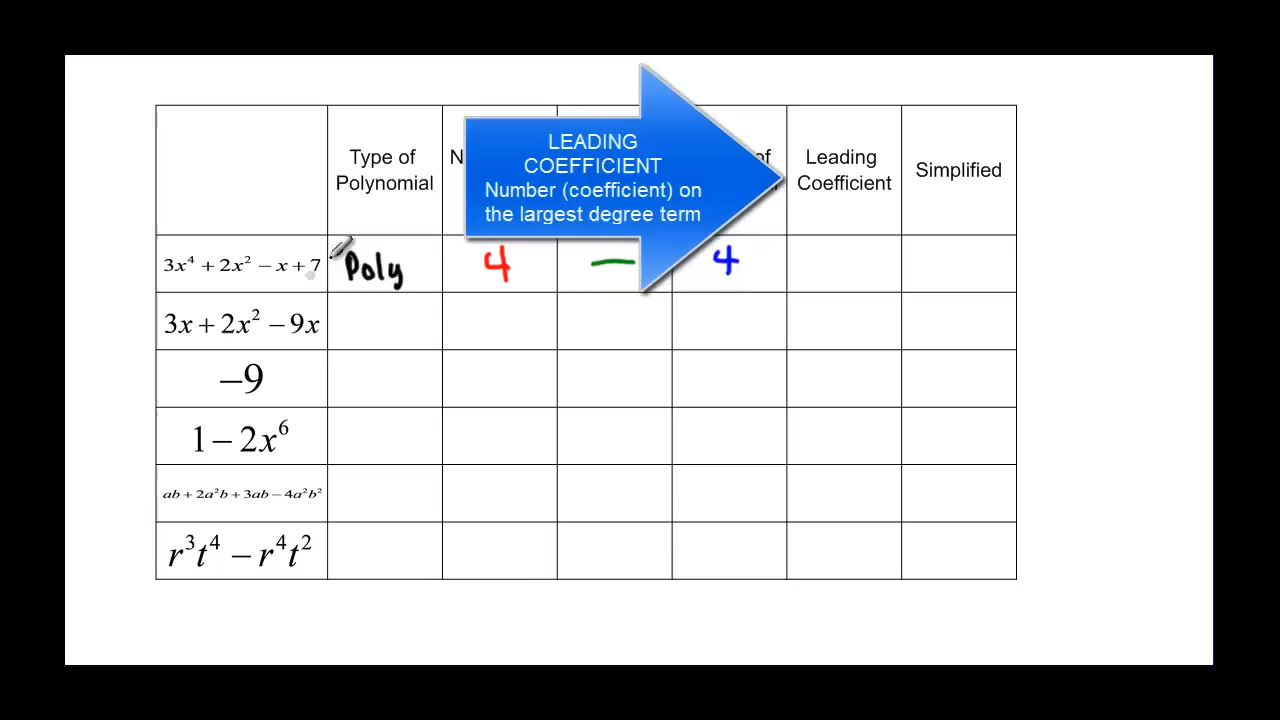 Type of
Polynomial
N
LEADING
COEFFICIENT
Number (coefficient) on
the largest degree term
of
Leading
Coefficient
Simplified
3x⁴ + 2x² − x + 7
Poly
4
—
4
3x + 2x² − 9x
−9
1 − 2x⁶
ab + 2a²b + 3ab − 4a²b²
r³t⁴ − r⁴t²